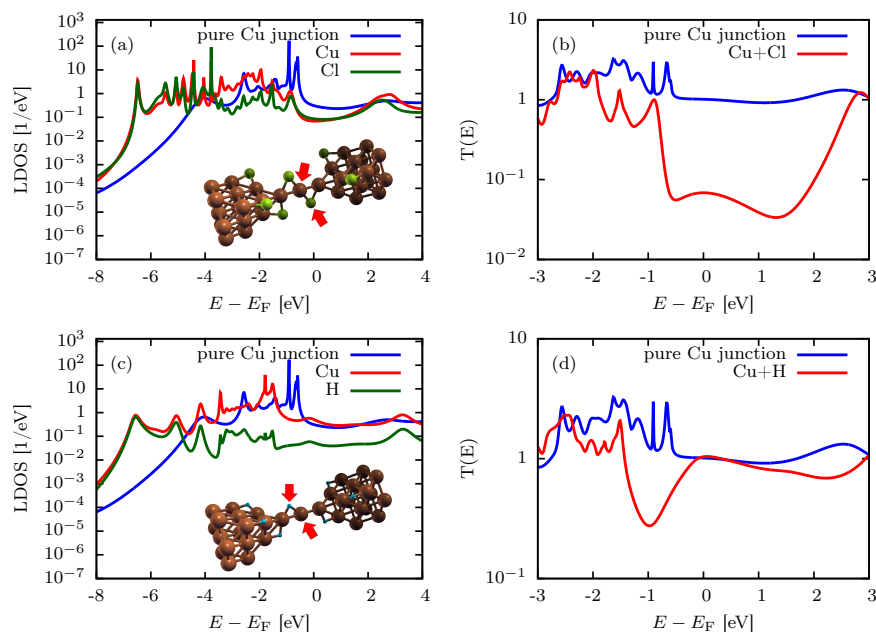 (a)
pure Cu junction
Cu
Cl
LDOS [1/eV]
10^3
10^2
10^1
1
10^-1
10^-2
10^-3
10^-4
10^-5
10^-6
10^-7
-8 -6 -4 -2 0 2 4
E − E_F [eV]
(b)
pure Cu junction
Cu+Cl
T(E)
10
1
10^-1
10^-2
-3 -2 -1 0 1 2 3
E − E_F [eV]
(c)
pure Cu junction
Cu
H
LDOS [1/eV]
10^3
10^2
10^1
1
10^-1
10^-2
10^-3
10^-4
10^-5
10^-6
10^-7
-8 -6 -4 -2 0 2 4
E − E_F [eV]
(d)
pure Cu junction
Cu+H
T(E)
10
1
10^-1
-3 -2 -1 0 1 2 3
E − E_F [eV]